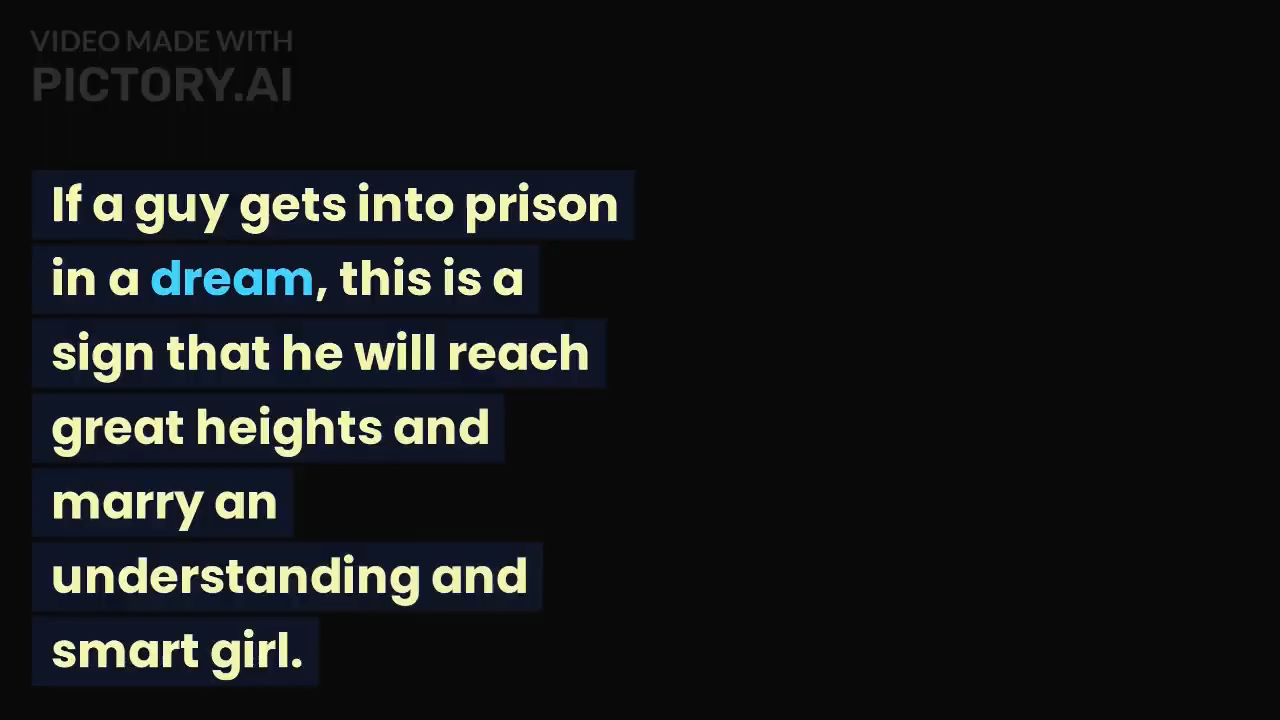 VIDEO MADE WITH
PICTORY.AI
If a guy gets into prison
in a dream, this is a
sign that he will reach
great heights and
marry an
understanding and
smart girl.